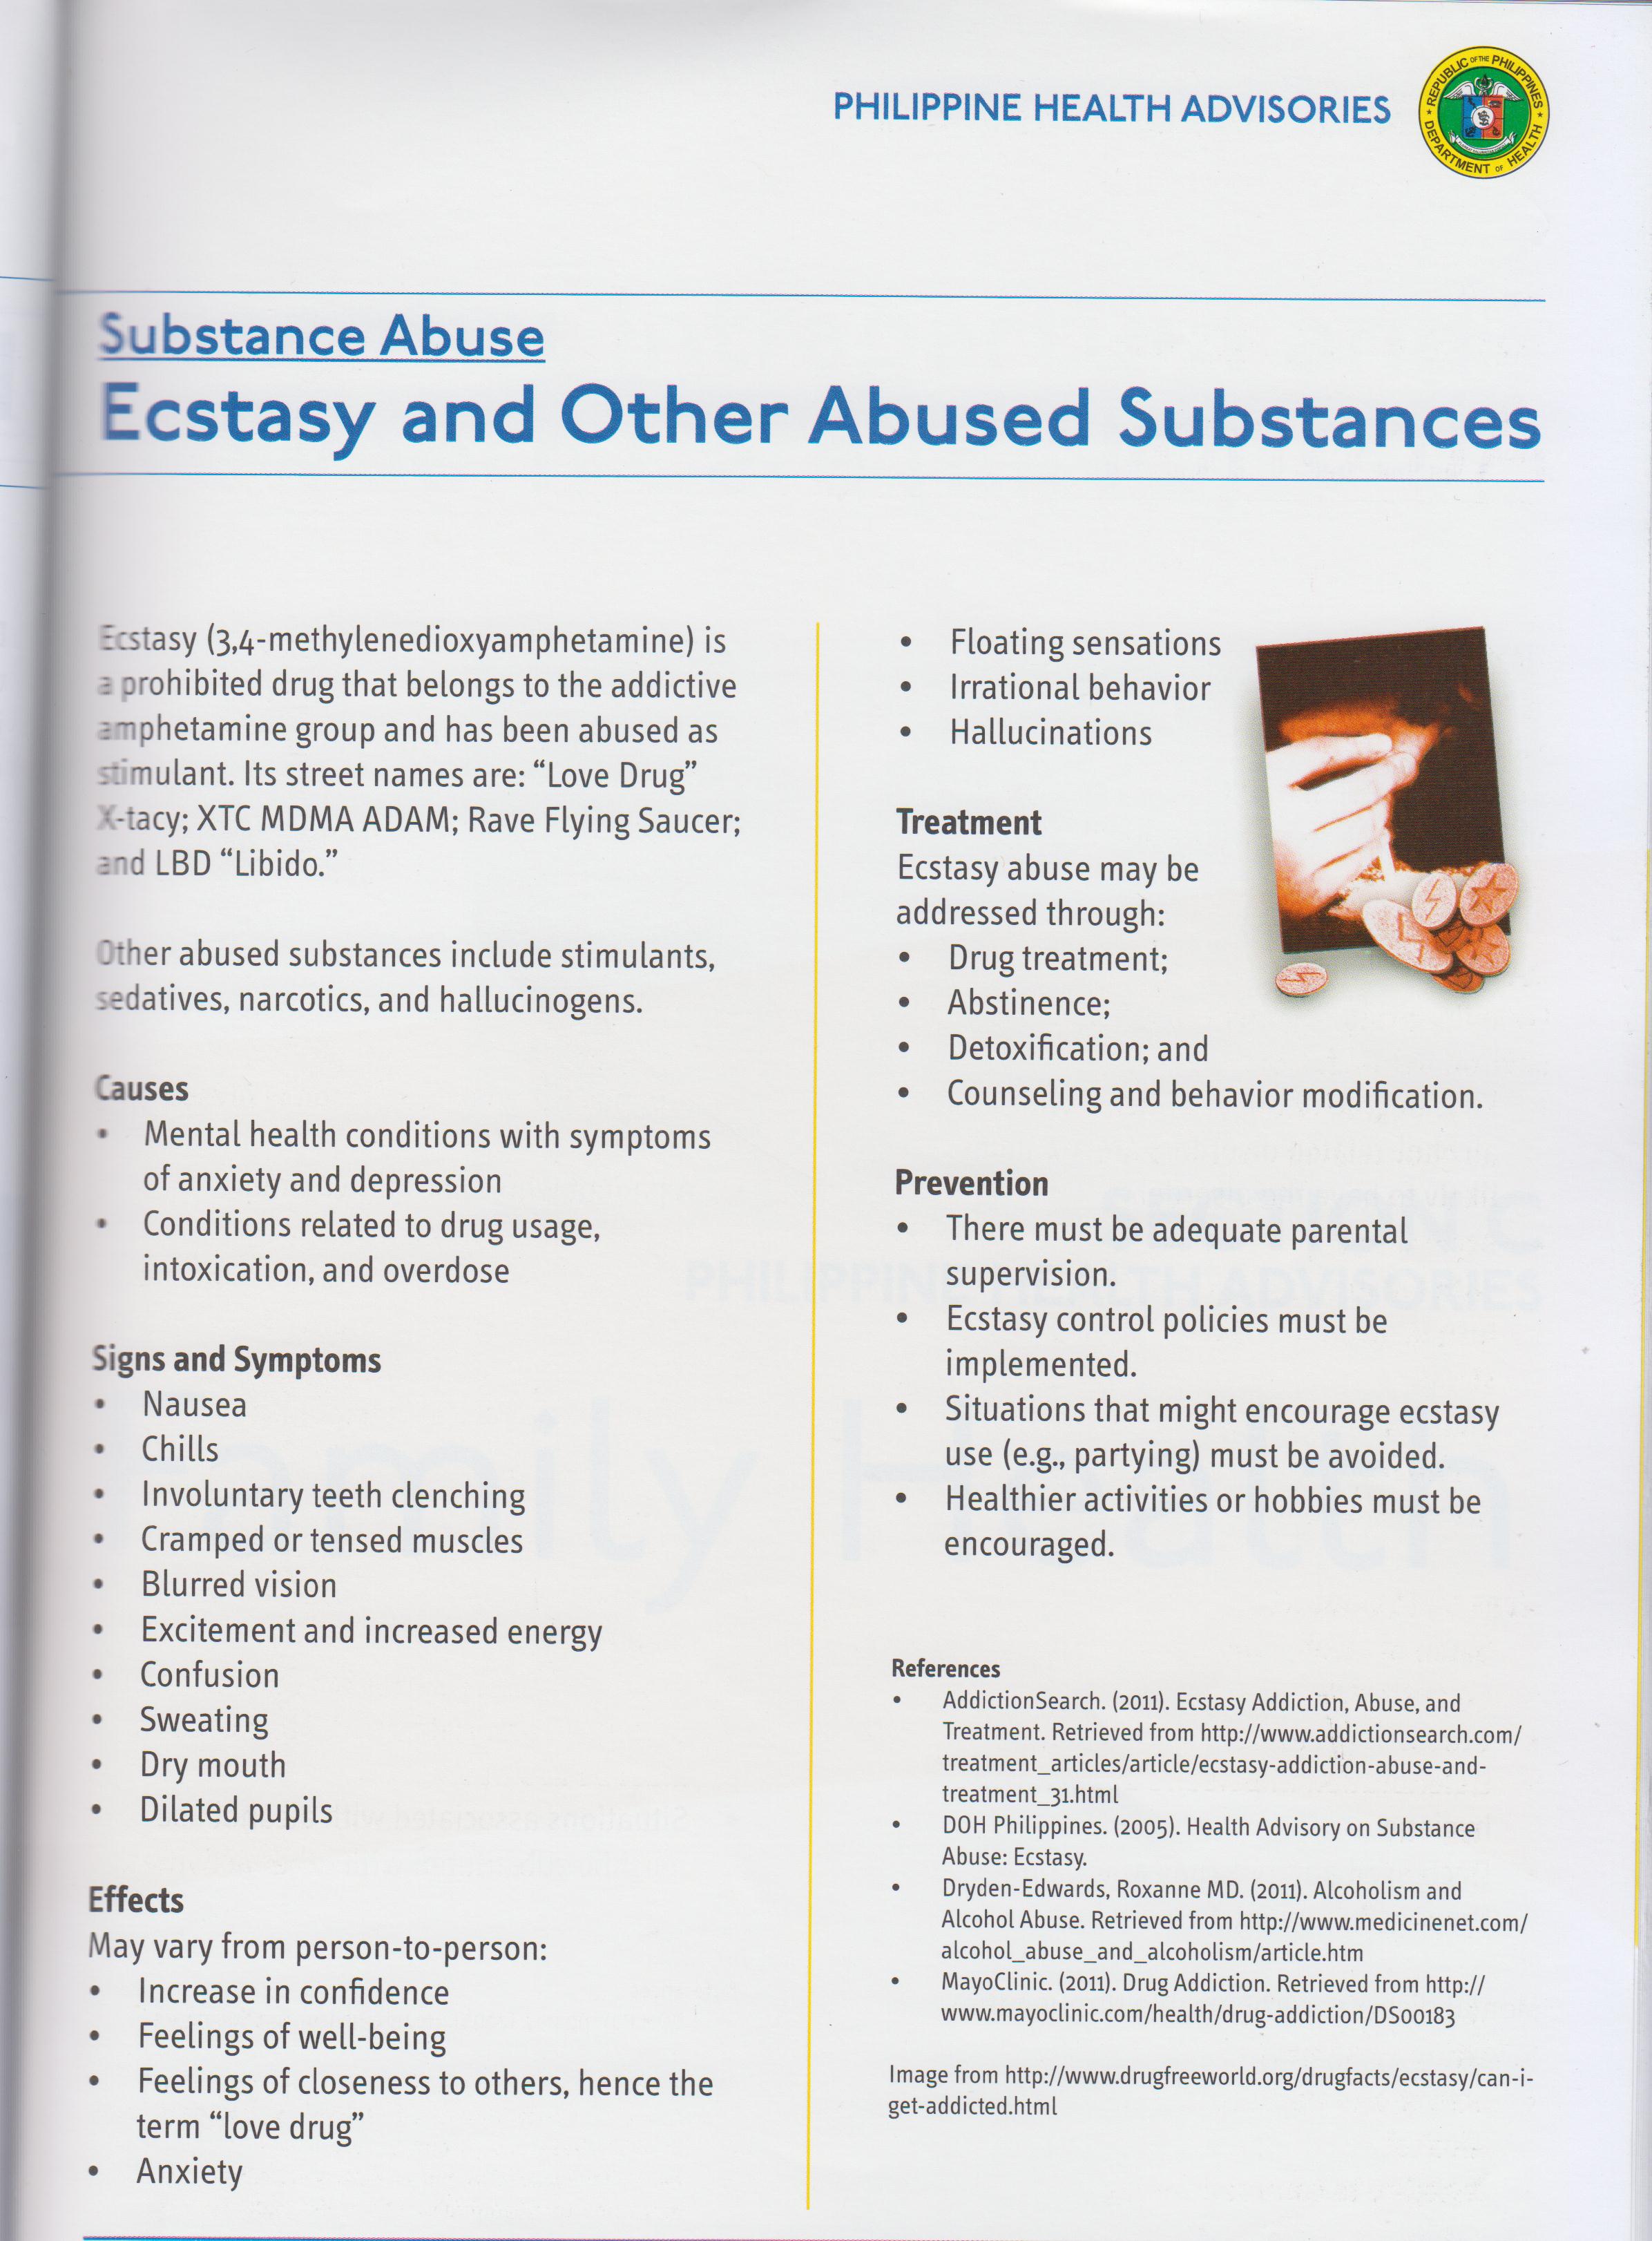 PHILIPPINE HEALTH ADVISORIES
REPUBLIC OF THE PHILIPPINES
DEPARTMENT OF HEALTH
Substance Abuse
Ecstasy and Other Abused Substances
Ecstasy (3,4-methylenedioxyamphetamine) is
a prohibited drug that belongs to the addictive
amphetamine group and has been abused as
stimulant. Its street names are: “Love Drug”
X-tacy; XTC MDMA ADAM; Rave Flying Saucer;
and LBD “Libido.”
Other abused substances include stimulants,
sedatives, narcotics, and hallucinogens.
Causes
• Mental health conditions with symptoms
of anxiety and depression
• Conditions related to drug usage,
intoxication, and overdose
Signs and Symptoms
• Nausea
• Chills
• Involuntary teeth clenching
• Cramped or tensed muscles
• Blurred vision
• Excitement and increased energy
• Confusion
• Sweating
• Dry mouth
• Dilated pupils
Effects
May vary from person-to-person:
• Increase in confidence
• Feelings of well-being
• Feelings of closeness to others, hence the
term “love drug”
• Anxiety
• Floating sensations
• Irrational behavior
• Hallucinations
Treatment
Ecstasy abuse may be
addressed through:
• Drug treatment;
• Abstinence;
• Detoxification; and
• Counseling and behavior modification.
Prevention
• There must be adequate parental
supervision.
• Ecstasy control policies must be
implemented.
• Situations that might encourage ecstasy
use (e.g., partying) must be avoided.
• Healthier activities or hobbies must be
encouraged.
References
• AddictionSearch. (2011). Ecstasy Addiction, Abuse, and
Treatment. Retrieved from http://www.addictionsearch.com/
treatment_articles/article/ecstasy-addiction-abuse-and-
treatment_31.html
• DOH Philippines. (2005). Health Advisory on Substance
Abuse: Ecstasy.
• Dryden-Edwards, Roxanne MD. (2011). Alcoholism and
Alcohol Abuse. Retrieved from http://www.medicinenet.com/
alcohol_abuse_and_alcoholism/article.htm
• MayoClinic. (2011). Drug Addiction. Retrieved from http://
www.mayoclinic.com/health/drug-addiction/DS00183
Image from http://www.drugfreeworld.org/drugfacts/ecstasy/can-i-
get-addicted.html